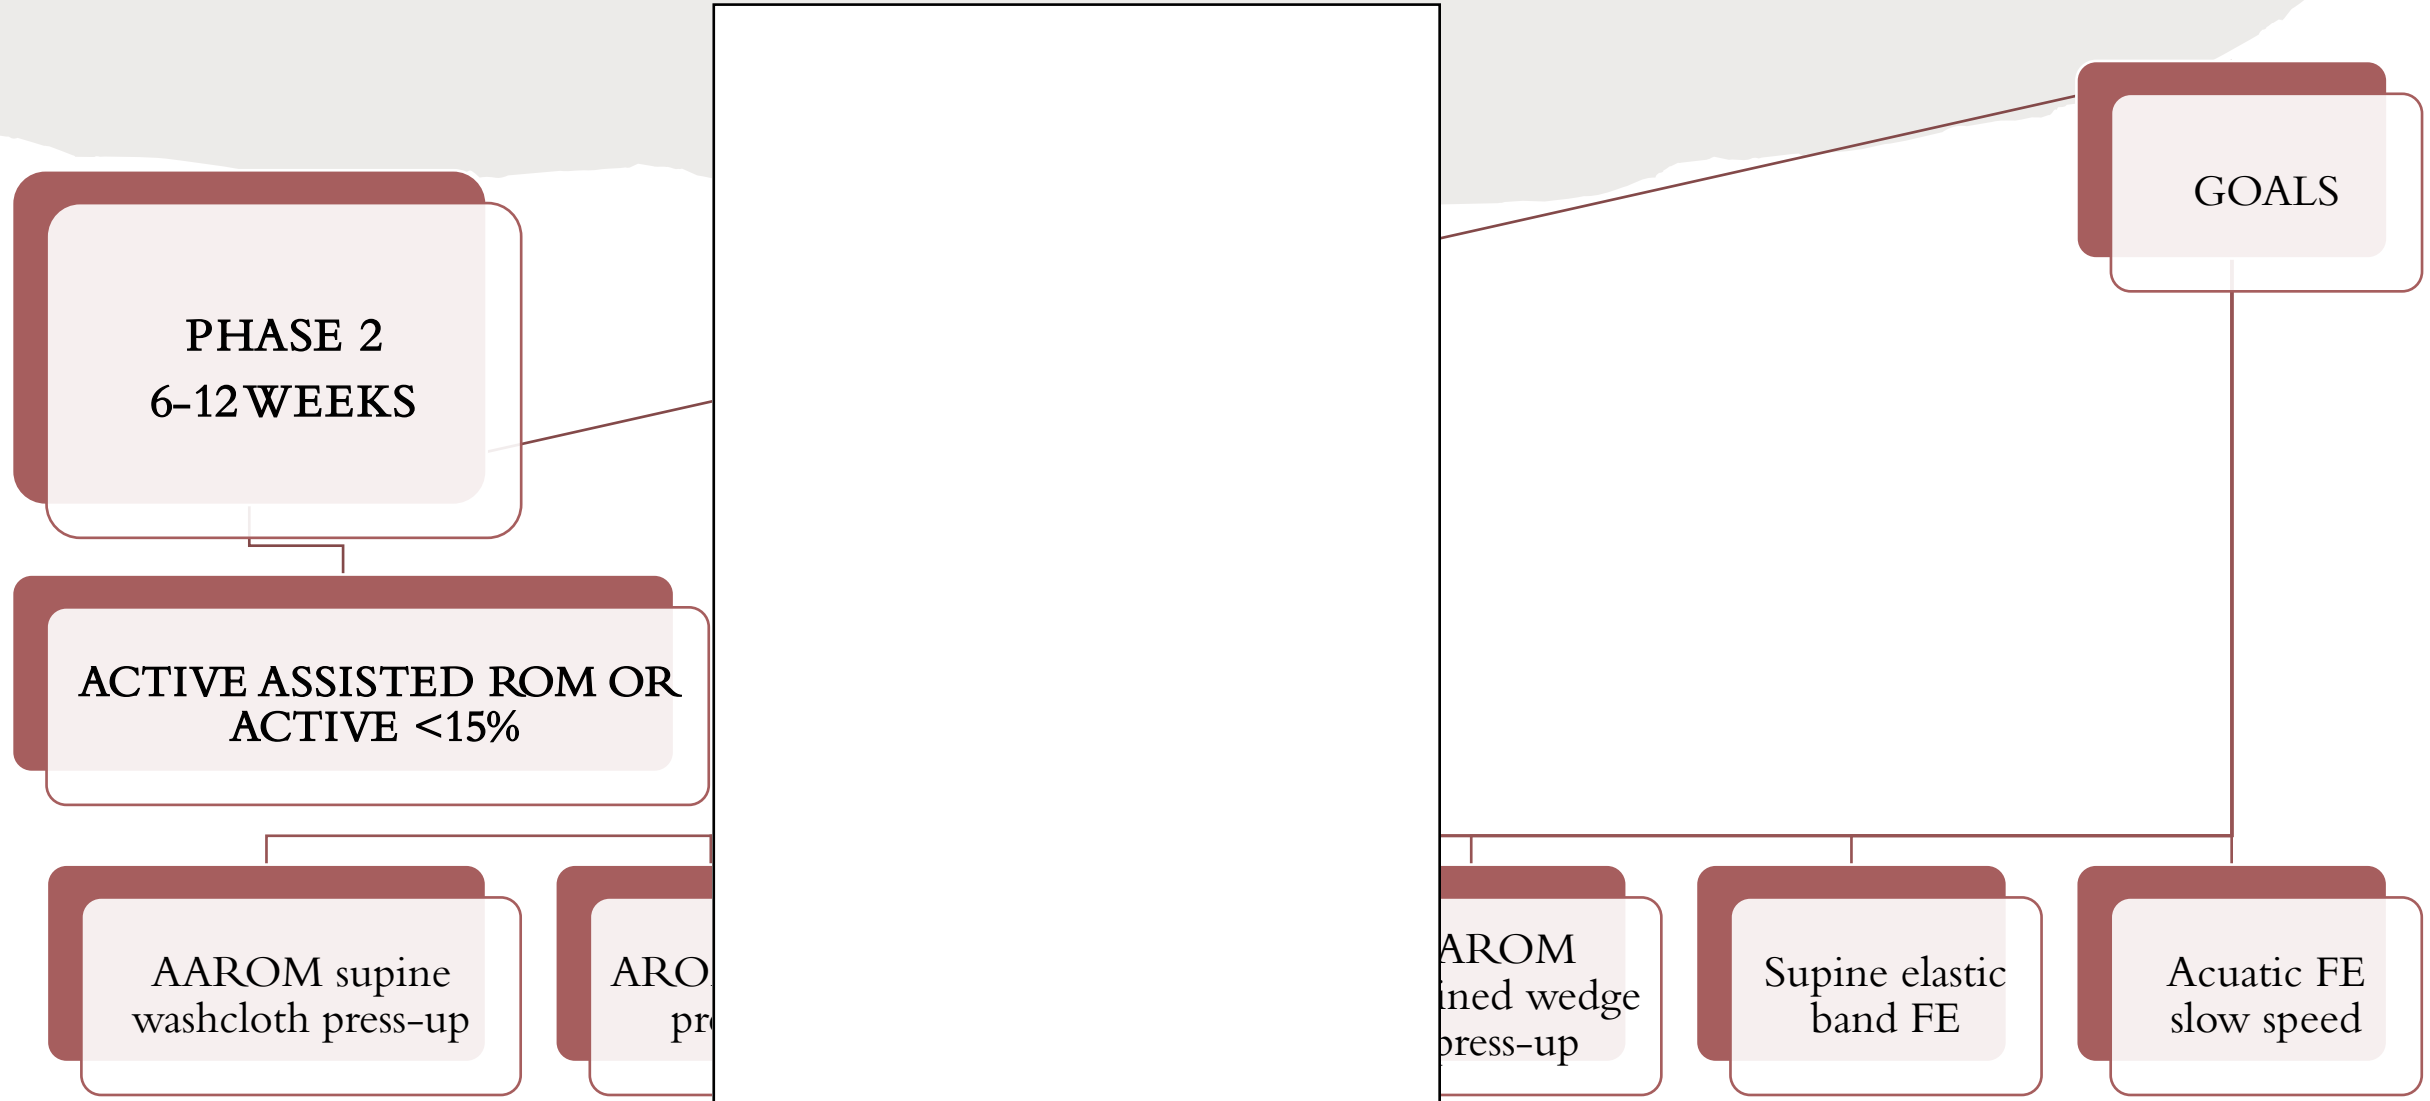 GOALS
PHASE 2
6-12 WEEKS
ACTIVE ASSISTED ROM OR
ACTIVE <15%
AAROM supine
washcloth press-up
wedge
press-up
Supine elastic
band FE
Acuatic FE
slow speed